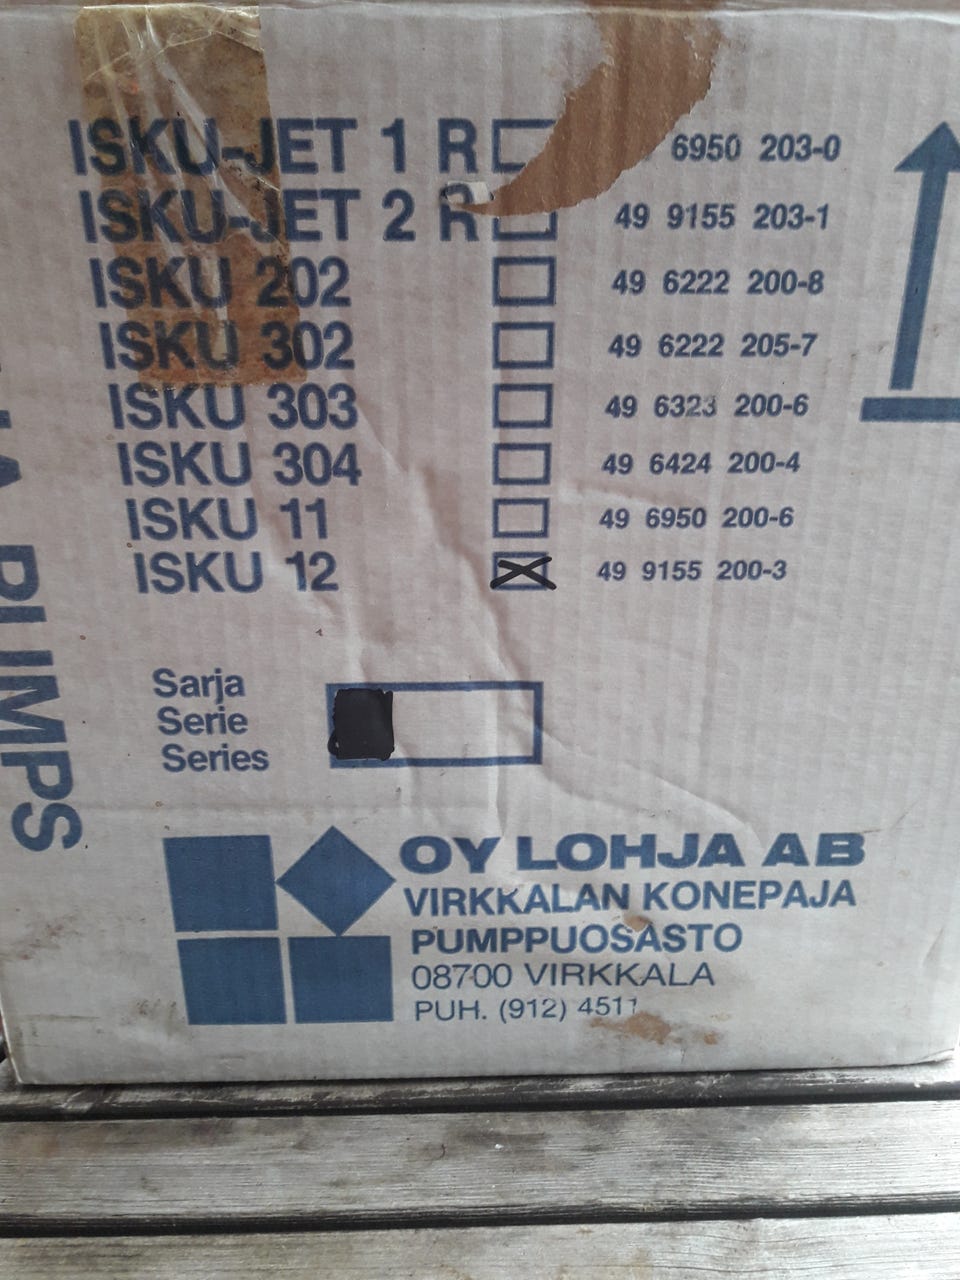 ISKU-JET 1 R 6950 203-0
ISKU-JET 2 R 49 9155 203-1
ISKU 202 49 6222 200-8
ISKU 302 49 6222 205-7
ISKU 303 49 6323 200-6
ISKU 304 49 6424 200-4
ISKU 11 49 6950 200-6
ISKU 12 49 9155 200-3
Sarja
Serie
Series
OY LOHJA AB
VIRKKALAN KONEPAJA
PUMPPUOSASTO
08700 VIRKKALA
PUH. (912) 4511
PUMPS